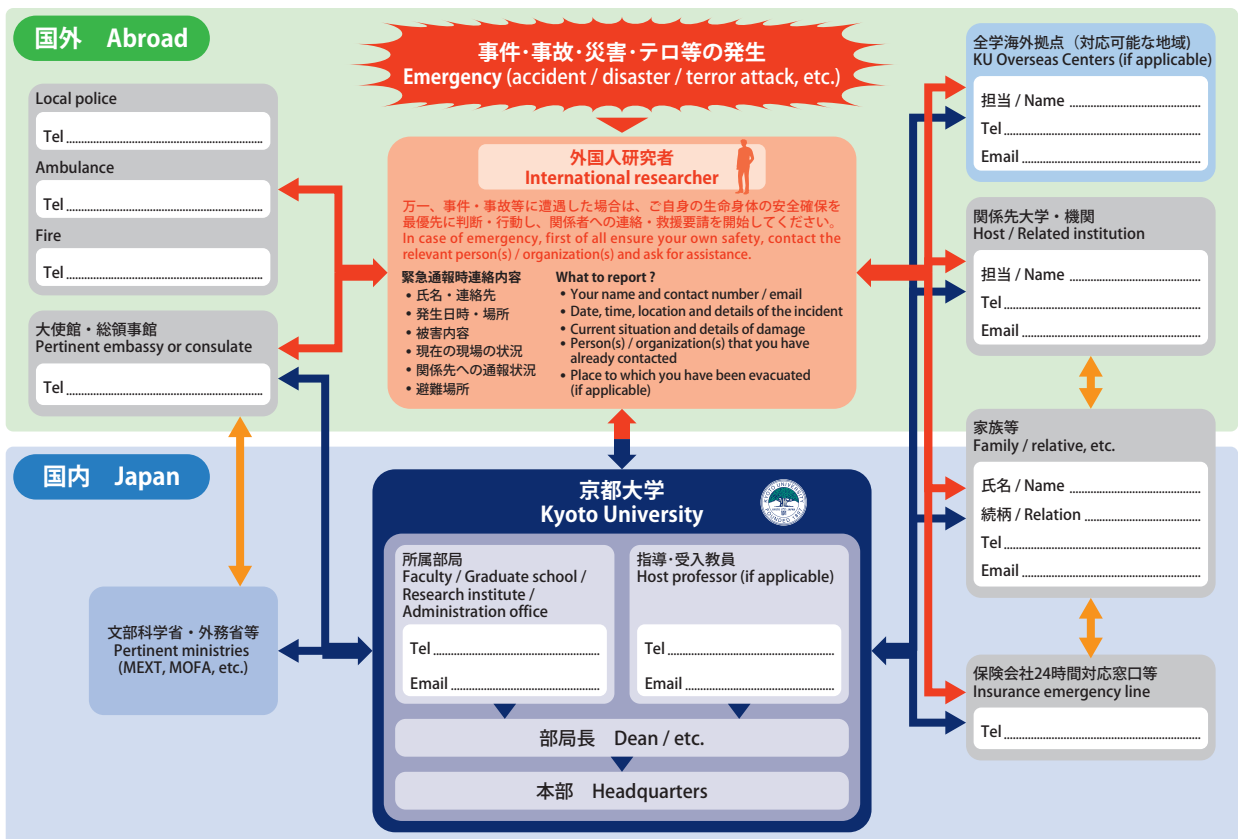 国外 Abroad
事件・事故・災害・テロ等の発生
Emergency (accident / disaster / terror attack, etc.)
Local police
Tel
Ambulance
Tel
Fire
Tel
大使館・総領事館
Pertinent embassy or consulate
Tel
外国人研究者
International researcher
万一、事件・事故等に遭遇した場合は、ご自身の生命身体の安全確保を
最優先に判断・行動し、関係者への連絡・救援要請を開始してください。
In case of emergency, first of all ensure your own safety, contact the
relevant person(s) / organization(s) and ask for assistance.
緊急通報時連絡内容
• 氏名・連絡先
• 発生日時・場所
• 被害内容
• 現在の現場の状況
• 関係先への通報状況
• 避難場所
What to report ?
• Your name and contact number / email
• Date, time, location and details of the incident
• Current situation and details of damage
• Person(s) / organization(s) that you have
already contacted
• Place to which you have been evacuated
(if applicable)
全学海外拠点（対応可能な地域)
KU Overseas Centers (if applicable)
担当 / Name
Tel
Email
関係先大学・機関
Host / Related institution
担当 / Name
Tel
Email
家族等
Family / relative, etc.
氏名 / Name
続柄 / Relation
Tel
Email
保険会社24時間対応窓口等
Insurance emergency line
Tel
国内 Japan
文部科学省・外務省等
Pertinent ministries
(MEXT, MOFA, etc.)
京都大学
Kyoto University
KYOTO UNIVERSITY
FOUNDED 1897
所属部局
Faculty / Graduate school /
Research institute /
Administration office
Tel
Email
指導・受入教員
Host professor (if applicable)
Tel
Email
部局長 Dean / etc.
本部 Headquarters